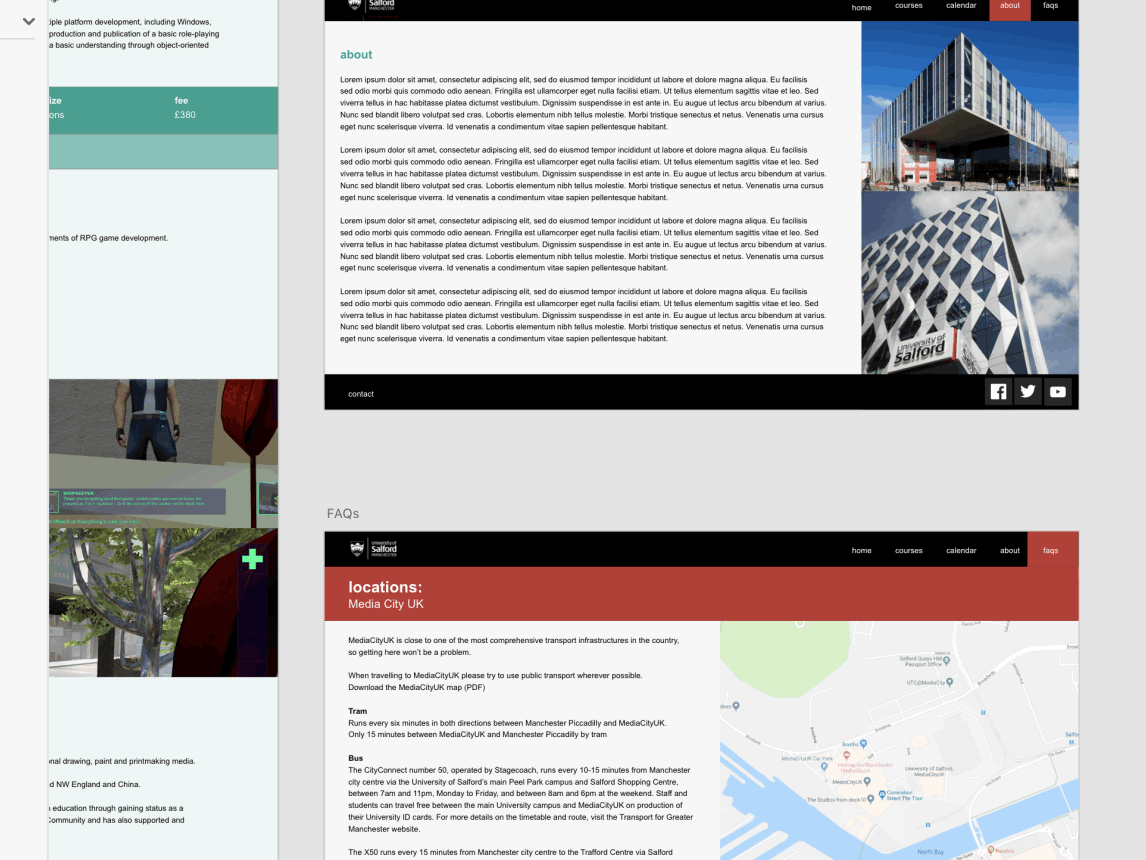 iple platform development, including Windows,
production and publication of a basic role-playing
a basic understanding through object-oriented
ize
fee
ons
£380
ments of RPG game development.
SHOPKEEPER
nal drawing, paint and printmaking media.
d NW England and China.
education through gaining status as a
Community and has also supported and
Salford
MANCHESTER
home
courses
calendar
about
faqs
about
Lorem ipsum dolor sit amet, consectetur adipiscing elit, sed do eiusmod tempor incididunt ut labore et dolore magna aliqua. Eu facilisis
sed odio morbi quis commodo odio aenean. Fringilla est ullamcorper eget nulla facilisi etiam. Ut tellus elementum sagittis vitae et leo. Sed
viverra tellus in hac habitasse platea dictumst vestibulum. Dignissim suspendisse in est ante in. Eu augue ut lectus arcu bibendum at varius.
Nunc sed blandit libero volutpat sed cras. Lobortis elementum nibh tellus molestie. Morbi tristique senectus et netus. Venenatis urna cursus
eget nunc scelerisque viverra. Id venenatis a condimentum vitae sapien pellentesque habitant.
Lorem ipsum dolor sit amet, consectetur adipiscing elit, sed do eiusmod tempor incididunt ut labore et dolore magna aliqua. Eu facilisis
sed odio morbi quis commodo odio aenean. Fringilla est ullamcorper eget nulla facilisi etiam. Ut tellus elementum sagittis vitae et leo. Sed
viverra tellus in hac habitasse platea dictumst vestibulum. Dignissim suspendisse in est ante in. Eu augue ut lectus arcu bibendum at varius.
Nunc sed blandit libero volutpat sed cras. Lobortis elementum nibh tellus molestie. Morbi tristique senectus et netus. Venenatis urna cursus
eget nunc scelerisque viverra. Id venenatis a condimentum vitae sapien pellentesque habitant.
Lorem ipsum dolor sit amet, consectetur adipiscing elit, sed do eiusmod tempor incididunt ut labore et dolore magna aliqua. Eu facilisis
sed odio morbi quis commodo odio aenean. Fringilla est ullamcorper eget nulla facilisi etiam. Ut tellus elementum sagittis vitae et leo. Sed
viverra tellus in hac habitasse platea dictumst vestibulum. Dignissim suspendisse in est ante in. Eu augue ut lectus arcu bibendum at varius.
Nunc sed blandit libero volutpat sed cras. Lobortis elementum nibh tellus molestie. Morbi tristique senectus et netus. Venenatis urna cursus
eget nunc scelerisque viverra. Id venenatis a condimentum vitae sapien pellentesque habitant.
Lorem ipsum dolor sit amet, consectetur adipiscing elit, sed do eiusmod tempor incididunt ut labore et dolore magna aliqua. Eu facilisis
sed odio morbi quis commodo odio aenean. Fringilla est ullamcorper eget nulla facilisi etiam. Ut tellus elementum sagittis vitae et leo. Sed
viverra tellus in hac habitasse platea dictumst vestibulum. Dignissim suspendisse in est ante in. Eu augue ut lectus arcu bibendum at varius.
Nunc sed blandit libero volutpat sed cras. Lobortis elementum nibh tellus molestie. Morbi tristique senectus et netus. Venenatis urna cursus
eget nunc scelerisque viverra. Id venenatis a condimentum vitae sapien pellentesque habitant.
university of
Salford
contact
FAQs
University of
Salford
MANCHESTER
home
courses
calendar
about
faqs
locations:
Media City UK
MediaCityUK is close to one of the most comprehensive transport infrastructures in the country,
so getting here won't be a problem.
When travelling to MediaCityUK please try to use public transport wherever possible.
Download the MediaCityUK map (PDF)
Tram
Runs every six minutes in both directions between Manchester Piccadilly and MediaCityUK.
Only 15 minutes between MediaCityUK and Manchester Piccadilly by tram
Bus
The CityConnect number 50, operated by Stagecoach, runs every 10-15 minutes from Manchester
city centre via the University of Salford's main Peel Park campus and Salford Shopping Centre,
between 7am and 11pm, Monday to Friday, and between 8am and 6pm at the weekend. Staff and
students can travel free between the main University campus and MediaCityUK on production of
their University ID cards. For more details on the timetable and route, visit the Transport for Greater
Manchester website.
The X50 runs every 15 minutes from Manchester city centre to the Trafford Centre via Salford
Salford Quays HM
Passport Office
UTC@MediaCity
Broadway
Booths
MediaCityUK Car Park
MediaCityUK
University of Salford,
MediaCityUK
The Studios from dock10
Coronation
Street The Tour
North Bay
Nando's